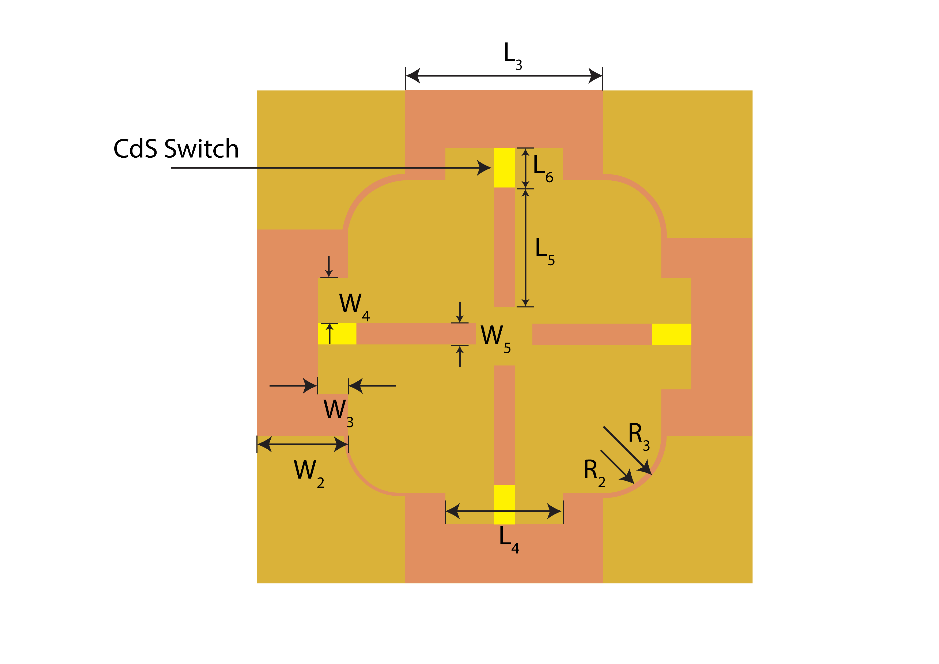 L₃
CdS Switch
L₆
L₅
W₄
W₅
W₃
R₃
R₂
W₂
L₄